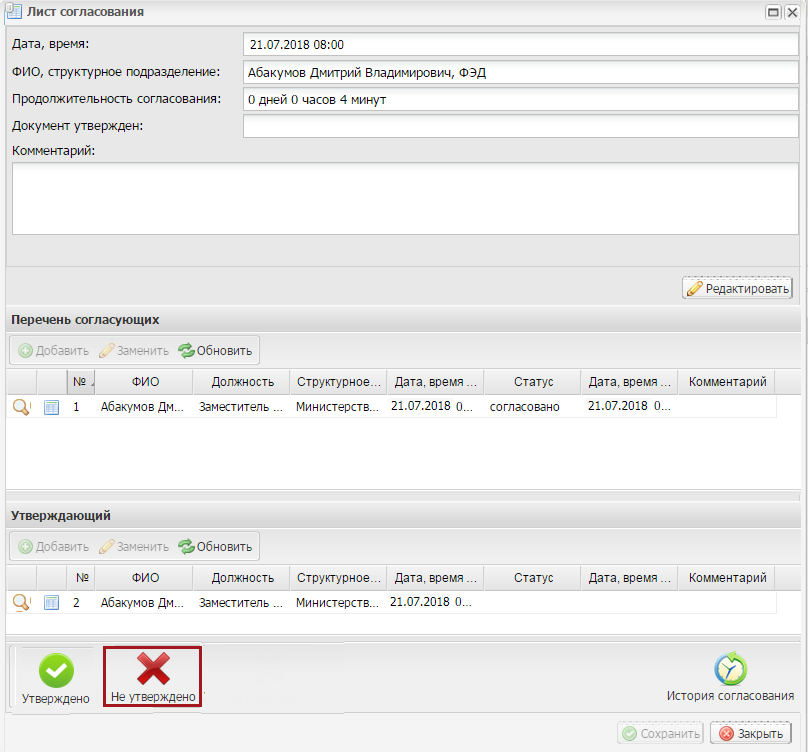 Лист согласования
Дата, время: 21.07.2018 08:00
ФИО, структурное подразделение: Абакумов Дмитрий Владимирович, ФЭД
Продолжительность согласования: 0 дней 0 часов 4 минут
Документ утвержден:
Комментарий:
Редактировать
Перечень согласующих
Добавить Заменить Обновить
№ ФИО Должность Структурное... Дата, время ... Статус Дата, время ... Комментарий
1 Абакумов Дм... Заместитель ... Министерств... 21.07.2018 0... согласовано 21.07.2018 0...
Утверждающий
Добавить Заменить Обновить
№ ФИО Должность Структурное... Дата, время ... Статус Дата, время ... Комментарий
2 Абакумов Дм... Заместитель ... Министерств... 21.07.2018 0...
Утверждено Не утверждено История согласования
Сохранить Закрыть